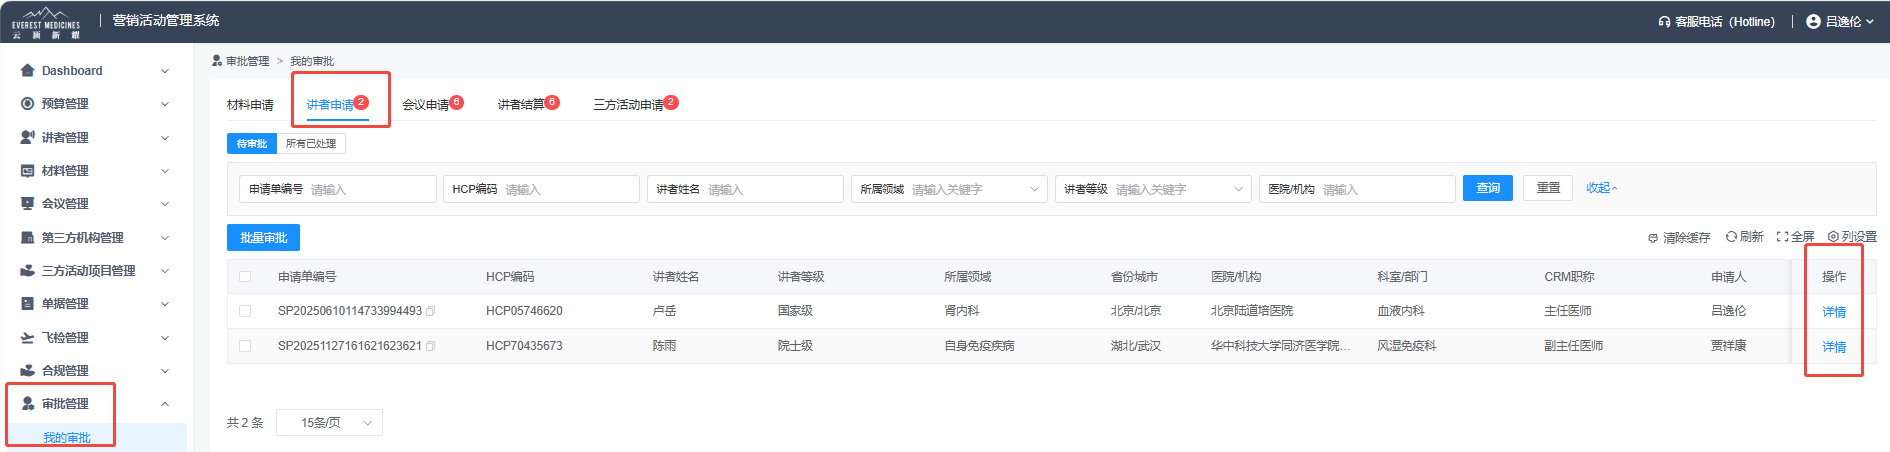 EVEREST MEDICINES
云顶新耀
营销活动管理系统
客服电话（Hotline）
吕逸伦
Dashboard
预算管理
讲者管理
材料管理
会议管理
第三方机构管理
三方活动项目管理
单据管理
飞检管理
合规管理
审批管理
我的审批
审批管理 > 我的审批
材料申请 讲者申请 2 会议申请 6 讲者结算 6 三方活动申请 2
待审批 所有已处理
申请单编号 请输入 HCP编码 请输入 讲者姓名 请输入 所属领域 请输入关键字 讲者等级 请输入关键字 医院/机构 请输入 查询 重置 收起
批量审批 清除缓存 刷新 全屏 列设置
申请单编号 HCP编码 讲者姓名 讲者等级 所属领域 省份城市 医院/机构 科室/部门 CRM职称 申请人 操作
SP20250610114733994493 HCP05746620 卢岳 国家级 肾内科 北京/北京 北京陆道培医院 血液内科 主任医师 吕逸伦 详情
SP20251127161621623621 HCP70435673 陈雨 院士级 自身免疫疾病 湖北/武汉 华中科技大学同济医学院... 风湿免疫科 副主任医师 贾祥康 详情
共 2 条 15条/页